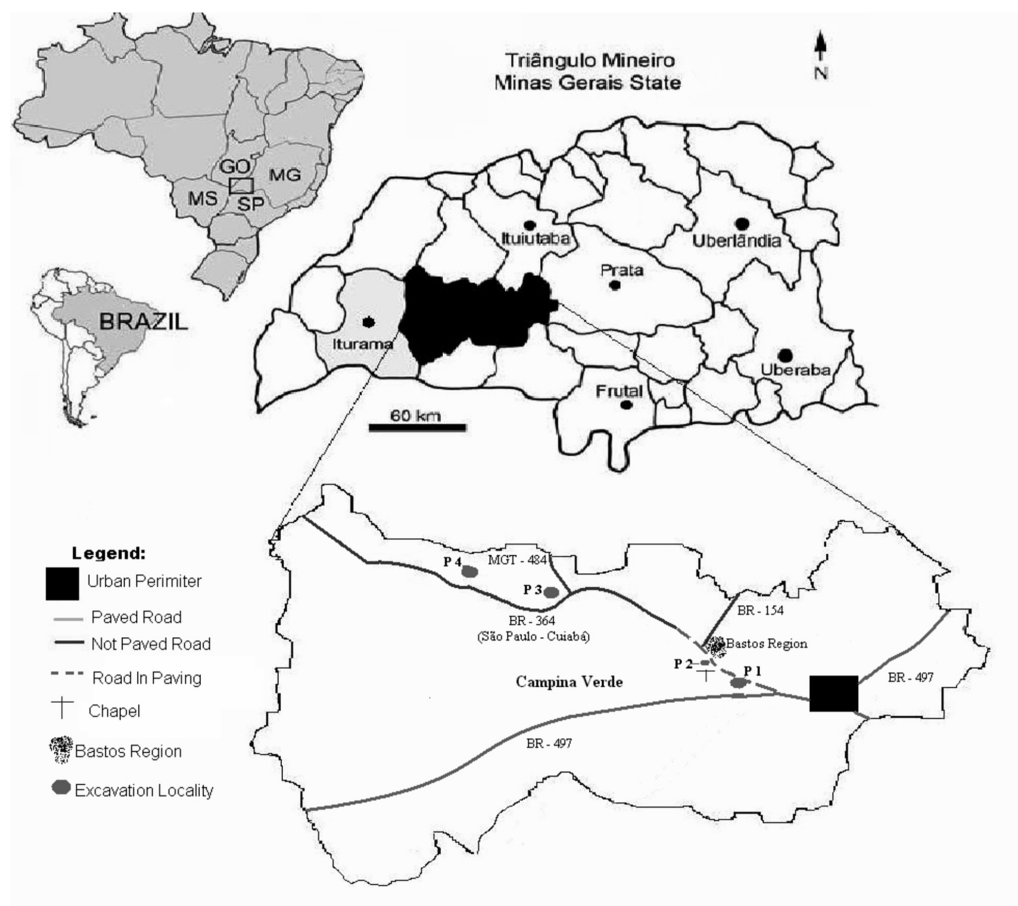 Triângulo Mineiro
Minas Gerais State
N
GO
MG
MS
SP
BRAZIL
Ituiutaba
Uberlândia
Prata
Iturama
Uberaba
Frutal
60 km
Legend:
Urban Perimiter
Paved Road
Not Paved Road
Road In Paving
Chapel
Bastos Region
Excavation Locality
P 4
MGT - 484
P 3
BR - 364
(São Paulo - Cuiabá)
BR - 154
Bastos Region
P 2
P 1
Campina Verde
BR - 497
BR - 497